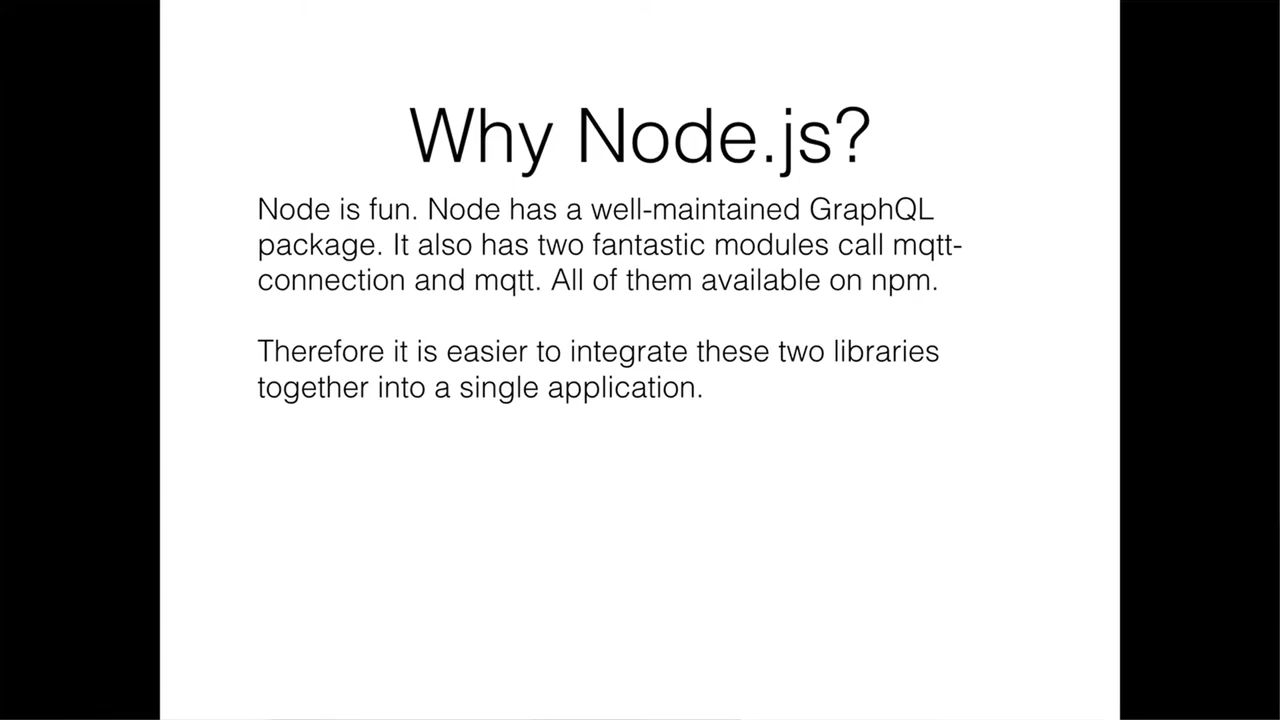 Why Node.js?
Node is fun. Node has a well-maintained GraphQL
package. It also has two fantastic modules call mqtt-
connection and mqtt. All of them available on npm.
Therefore it is easier to integrate these two libraries
together into a single application.